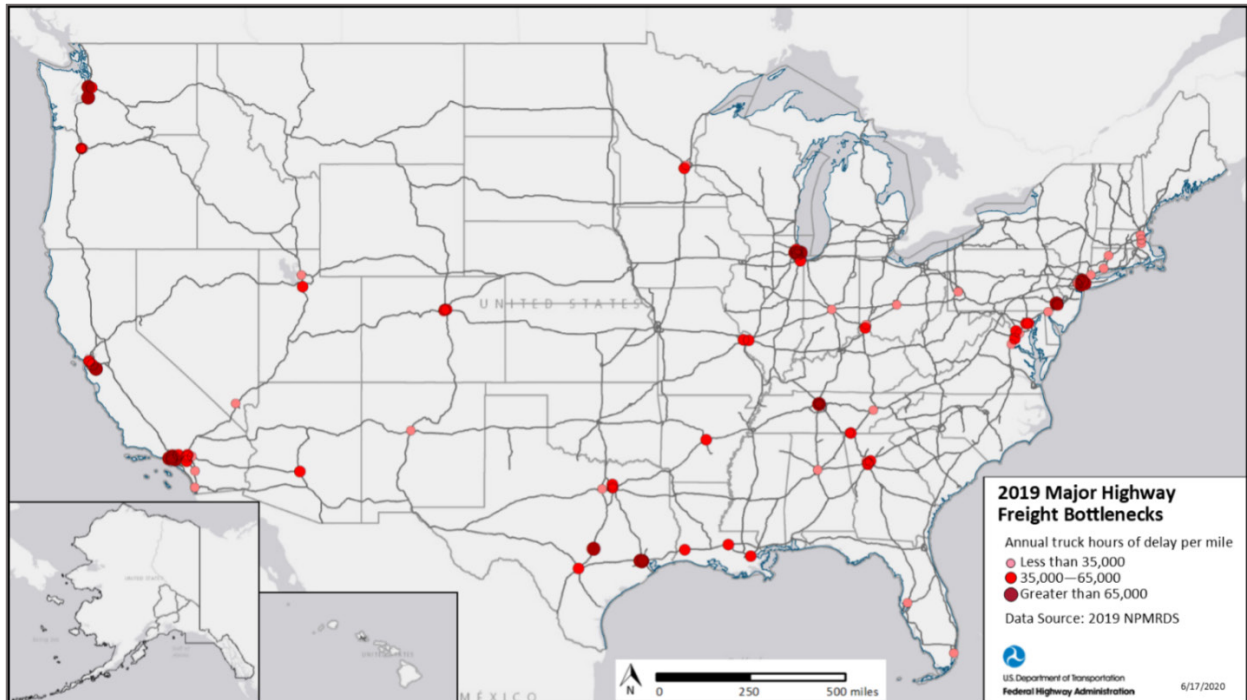 UNITED STATES
2019 Major Highway
Freight Bottlenecks
Annual truck hours of delay per mile
Less than 35,000
35,000—65,000
Greater than 65,000
Data Source: 2019 NPMRDS
U.S. Department of Transportation
Federal Highway Administration
6/17/2020
N
0 250 500 miles
MÉXICO